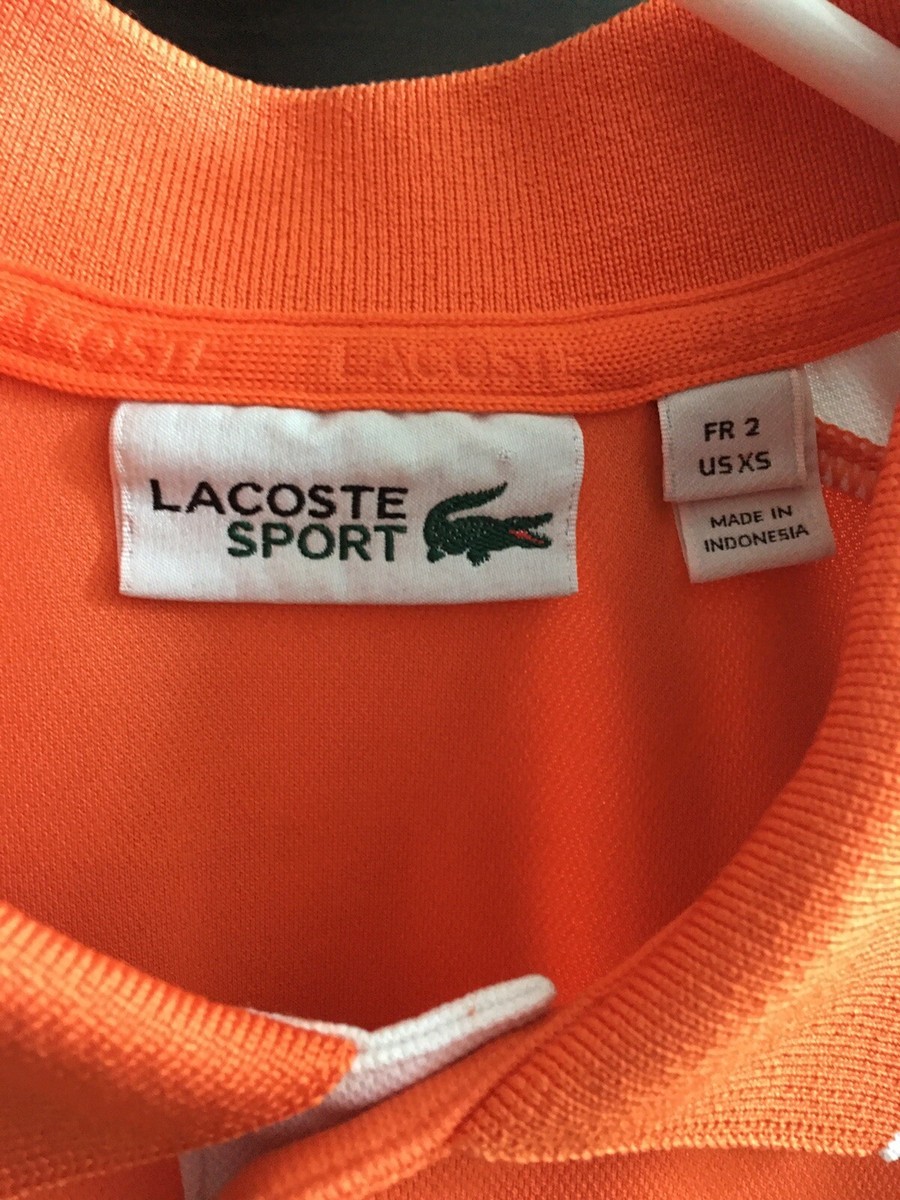 LACOSTE LACOSTE
LACOSTE
SPORT
FR 2
US XS
MADE IN
INDONESIA